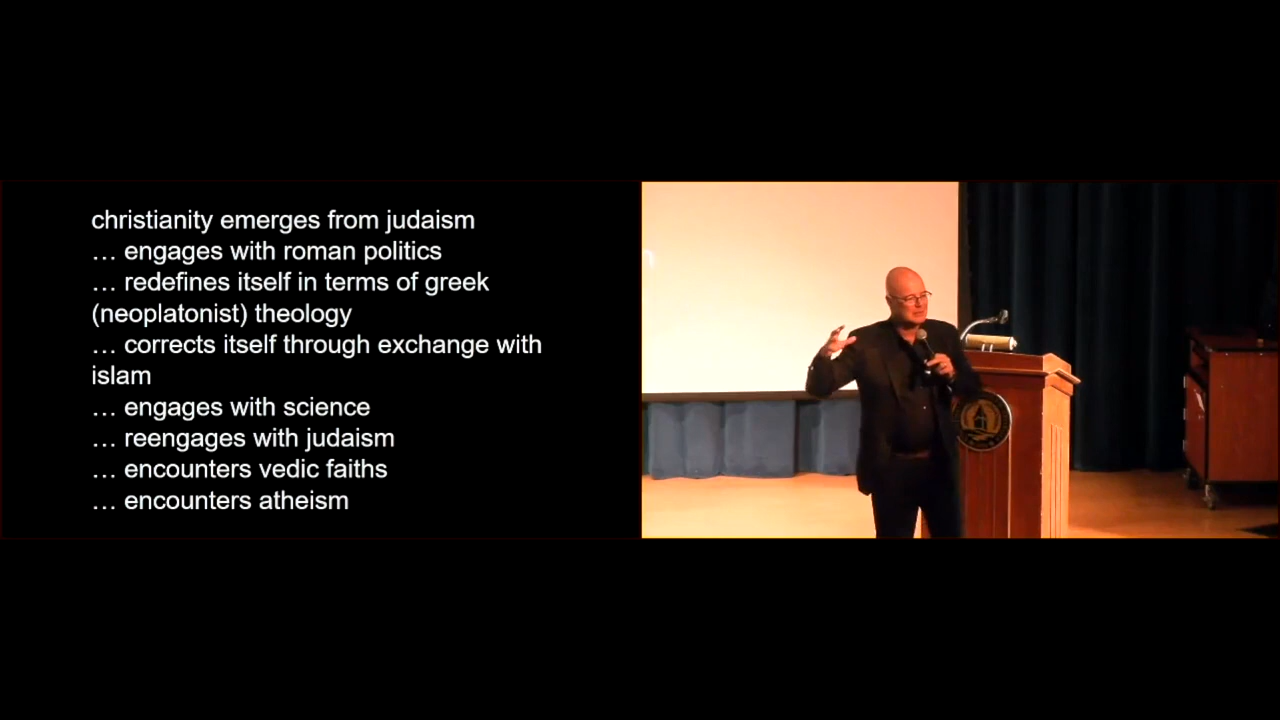 christianity emerges from judaism
… engages with roman politics
… redefines itself in terms of greek
(neoplatonist) theology
… corrects itself through exchange with
islam
… engages with science
… reengages with judaism
… encounters vedic faiths
… encounters atheism